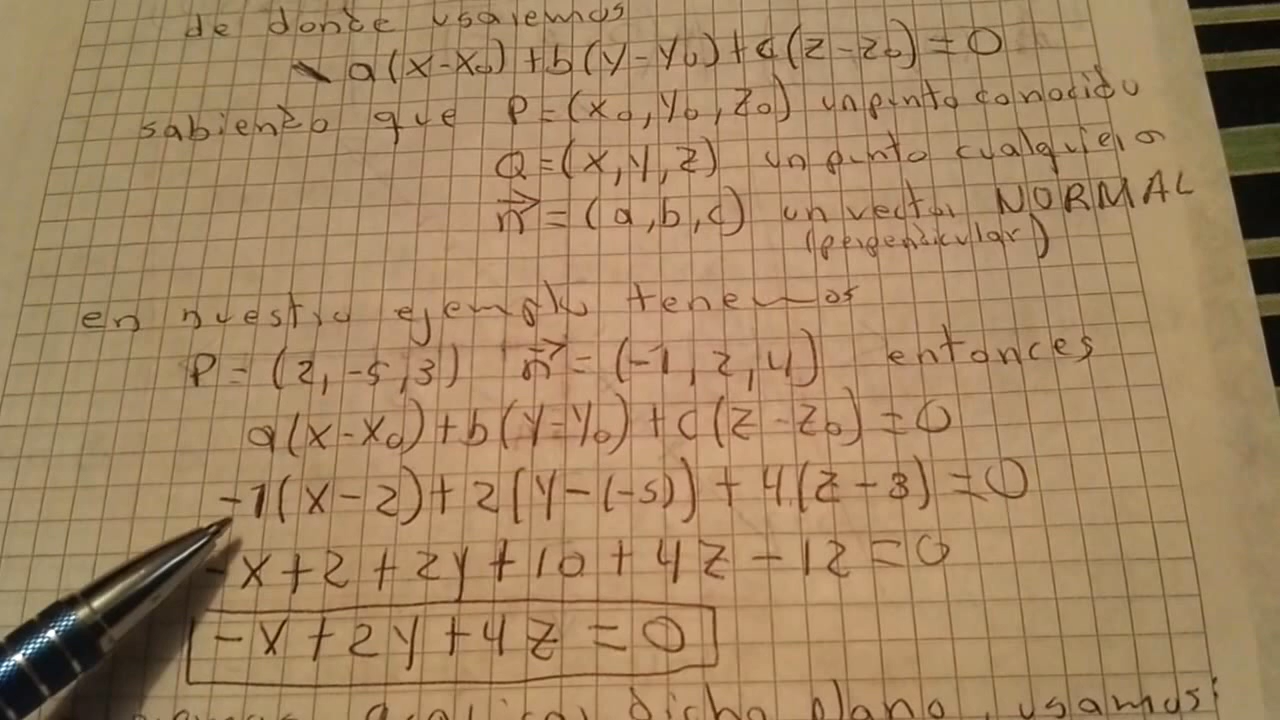 de donde usaremos
a(x-x₀)+b(y-y₀)+c(z-z₀)=0
sabiendo que P=(x₀,y₀,z₀) un punto conocido
Q=(x,y,z) un punto cualquiera
n⃗=(a,b,c) un vector NORMAL
(perpendicular)
en nuestro ejemplo tenemos
P=(2,-5,3) n⃗=(-1,2,4) entonces
a(x-x₀)+b(y-y₀)+c(z-z₀)=0
-1(x-2)+2(y-(-5))+4(z-3)=0
-x+2+2y+10+4z-12=0
-x+2y+4z=0
dicho plano, usamos: